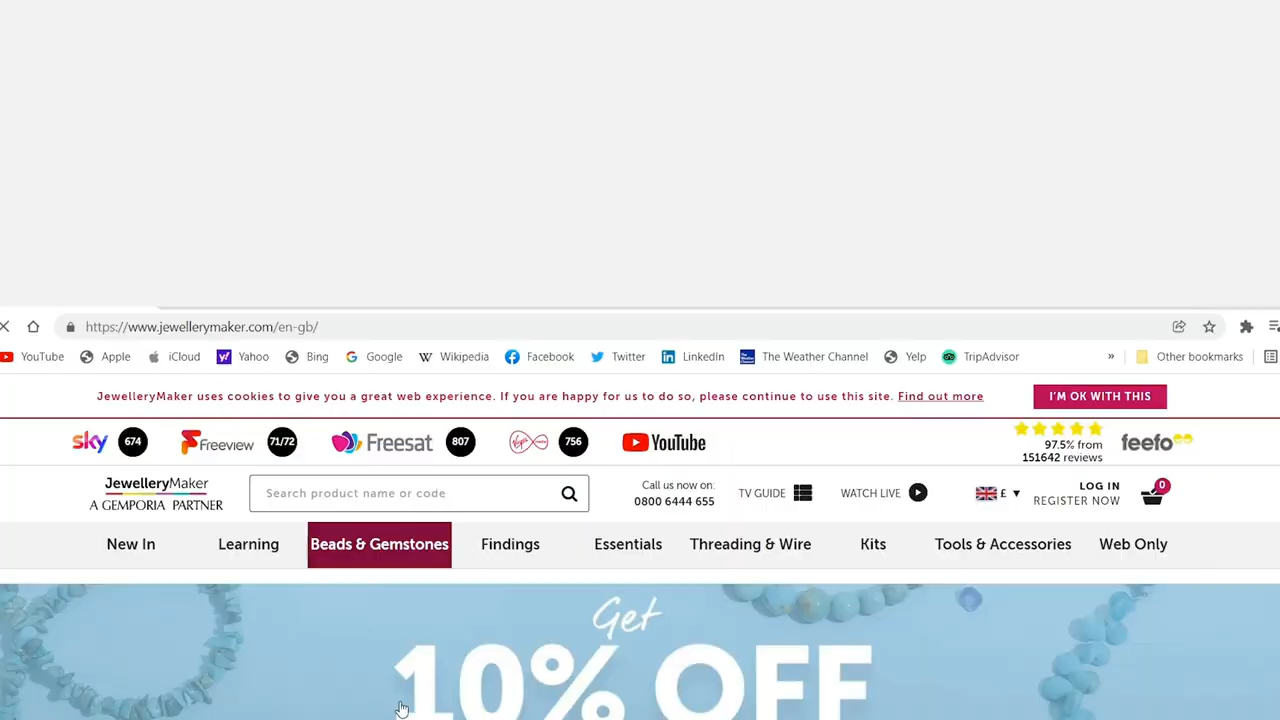 https://www.jewellerymaker.com/en-gb/
YouTube Apple iCloud Yahoo Bing Google Wikipedia Facebook Twitter LinkedIn The Weather Channel Yelp TripAdvisor » Other bookmarks
JewelleryMaker uses cookies to give you a great web experience. If you are happy for us to do so, please continue to use this site. Find out more I'M OK WITH THIS
sky 674 Freeview 71/72 Freesat 807 Virgin media 756 YouTube 97.5% from feefo
151642 reviews
JewelleryMaker
A GEMPORIA PARTNER
Search product name or code
Call us now on:
0800 6444 655
TV GUIDE WATCH LIVE £ LOG IN 0
REGISTER NOW
New In Learning Beads & Gemstones Findings Essentials Threading & Wire Kits Tools & Accessories Web Only
Get
10% OFF